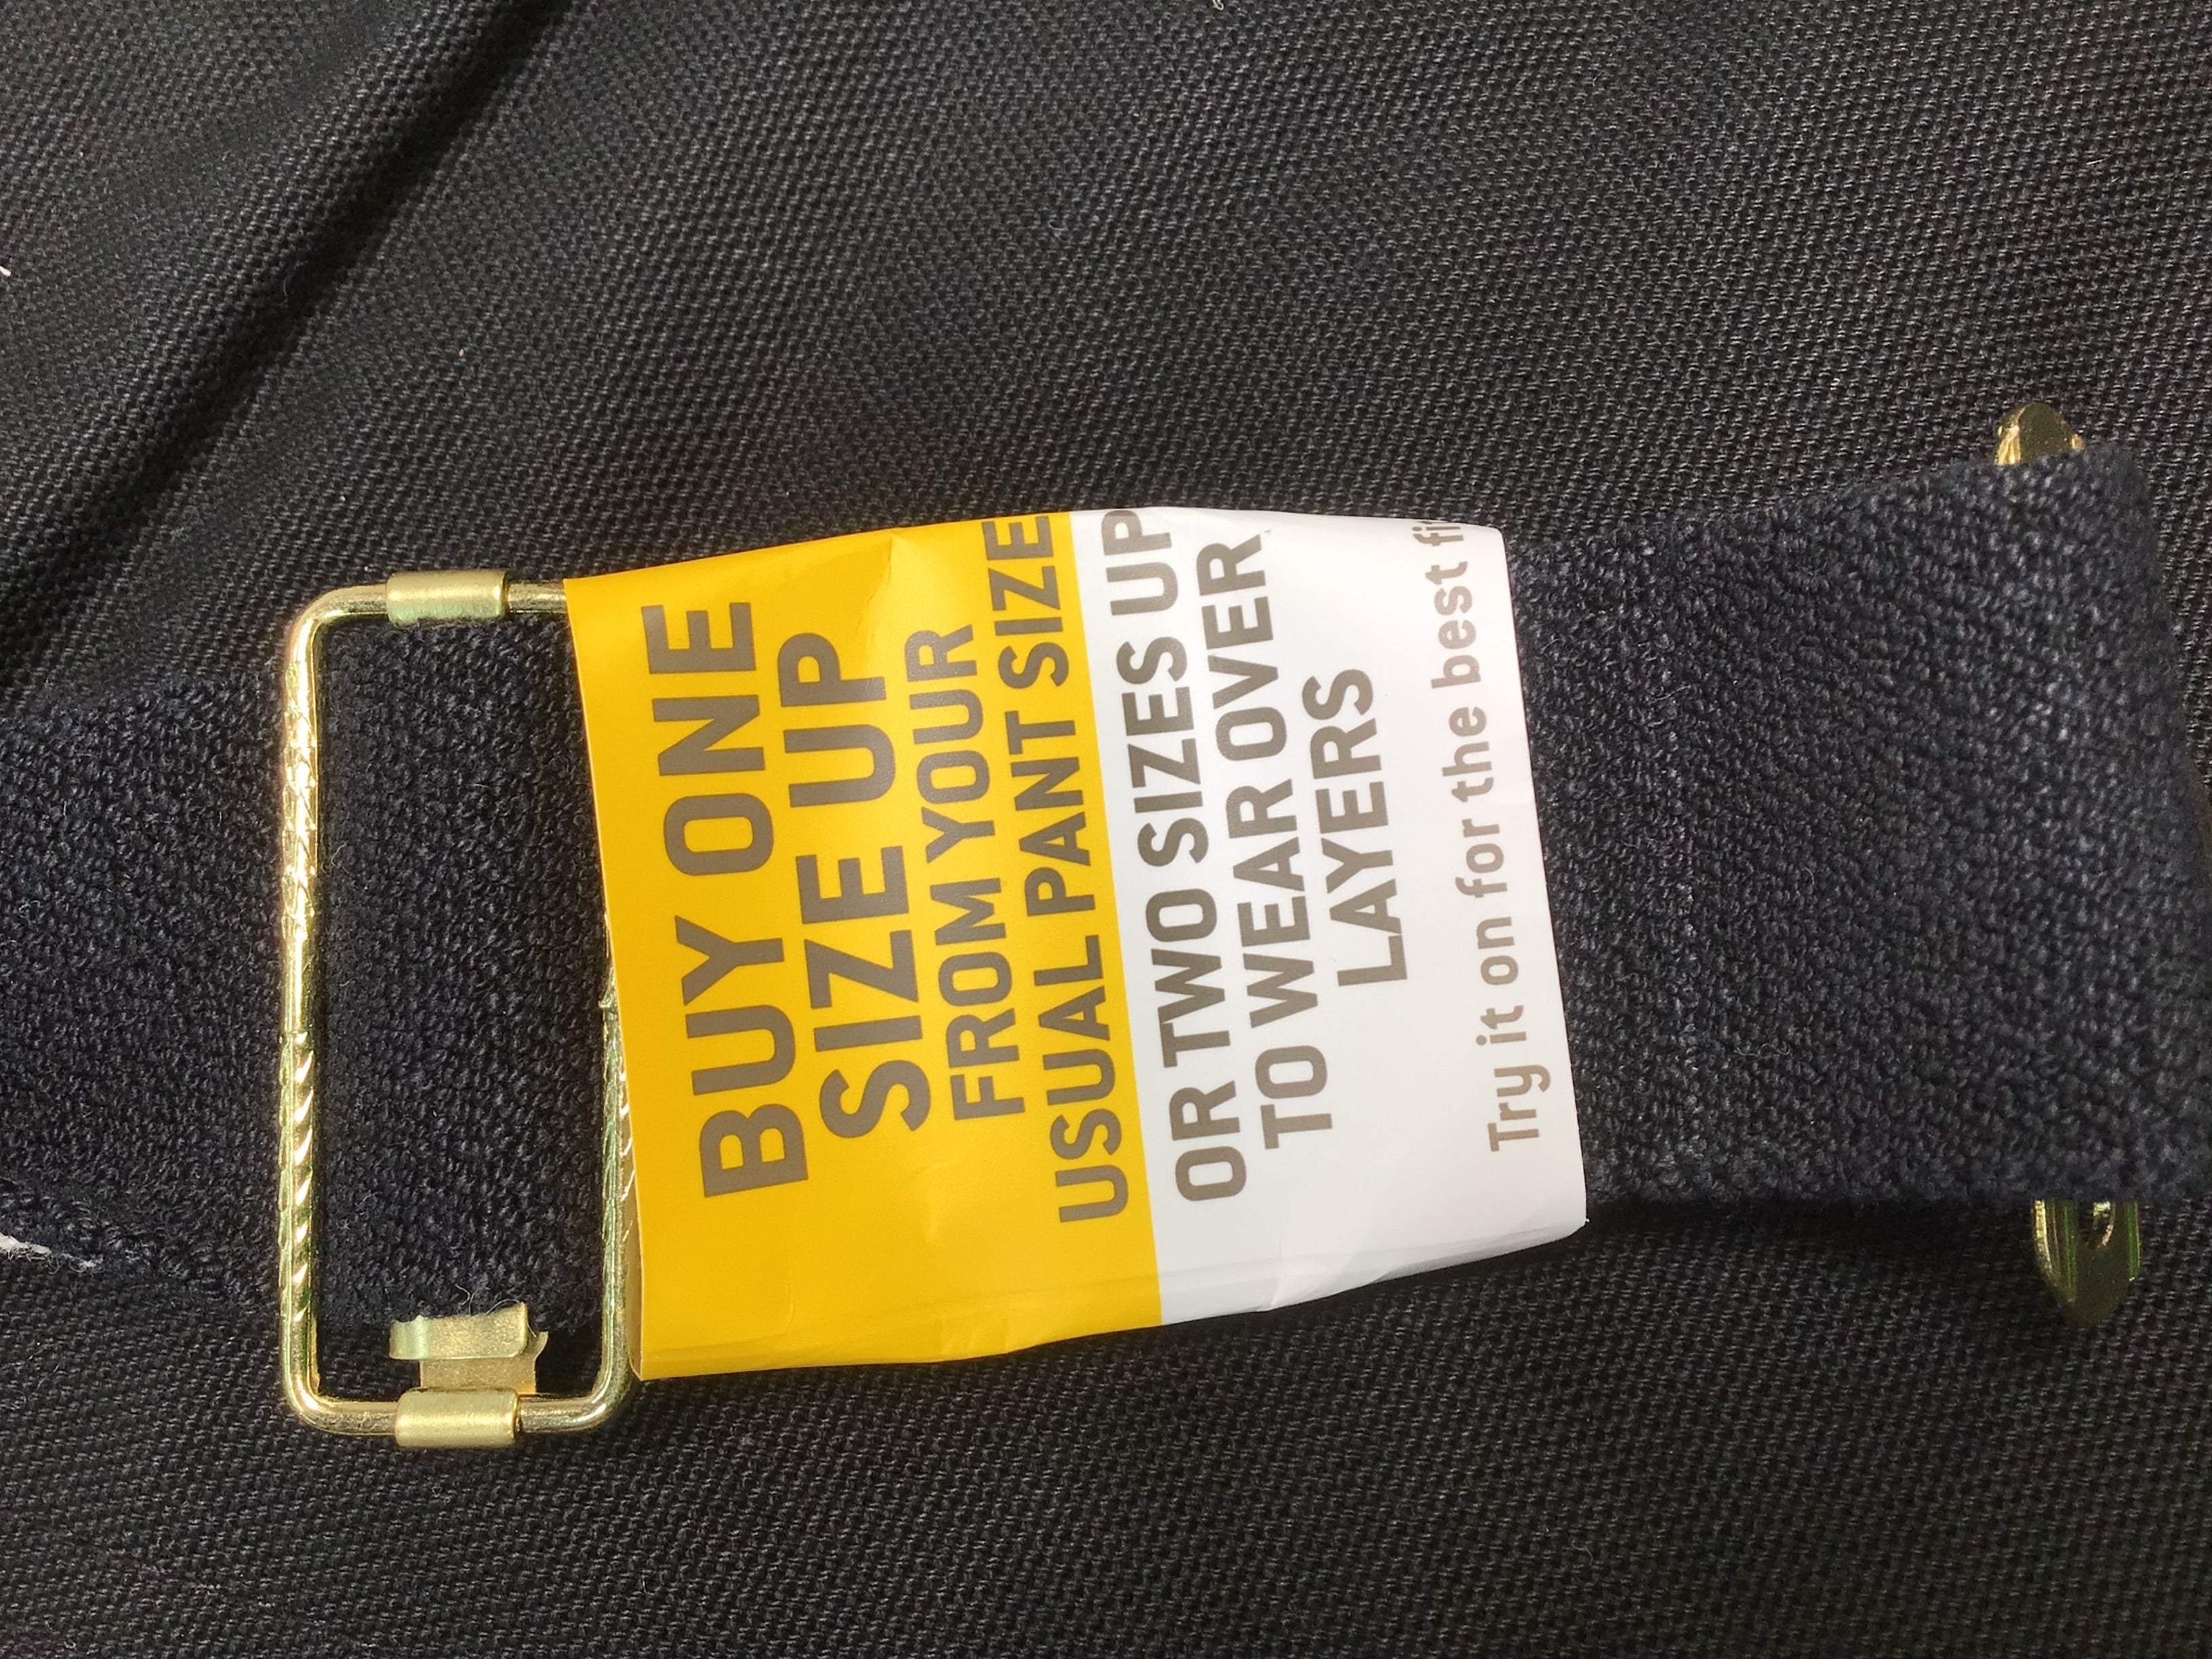 BUY ONE
SIZE UP
FROM YOUR
USUAL PANT SIZE
OR TWO SIZES UP
TO WEAR OVER
LAYERS
Try it on for the best